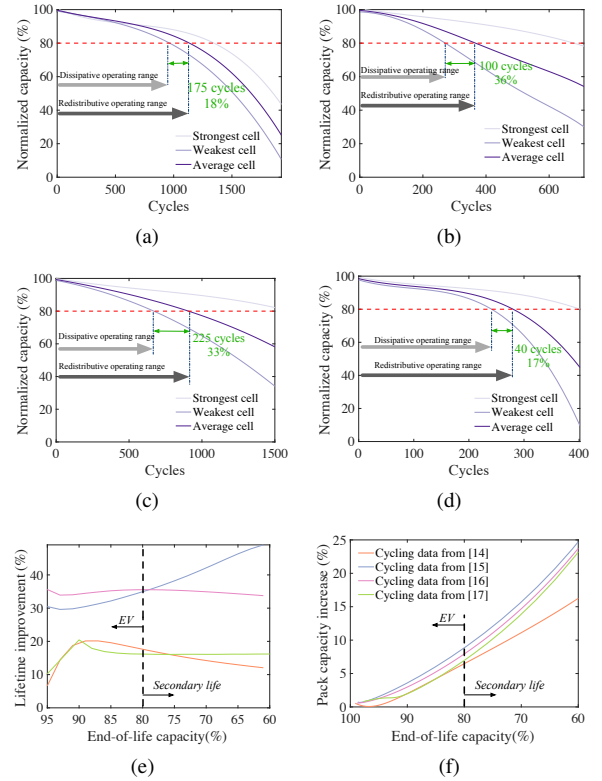 100
80
60
40
20
0
Normalized capacity (%)
Dissipative operating range
175 cycles
18%
Redistributive operating range
Strongest cell
Weakest cell
Average cell
0 500 1000 1500
Cycles
(a)
100
80
60
40
20
0
Normalized capacity (%)
Dissipative operating range
100 cycles
36%
Redistributive operating range
Strongest cell
Weakest cell
Average cell
0 200 400 600
Cycles
(b)
100
80
60
40
20
0
Normalized capacity (%)
Dissipative operating range
225 cycles
33%
Redistributive operating range
Strongest cell
Weakest cell
Average cell
0 500 1000 1500
Cycles
(c)
100
80
60
40
20
0
Normalized capacity (%)
Dissipative operating range
40 cycles
17%
Redistributive operating range
Strongest cell
Weakest cell
Average cell
0 100 200 300 400
Cycles
(d)
40
20
0
Lifetime improvement (%)
EV
Secondary life
95 90 85 80 75 70 65 60
End-of-life capacity(%)
(e)
25
20
15
10
5
0
Pack capacity increase (%)
Cycling data from [14]
Cycling data from [15]
Cycling data from [16]
Cycling data from [17]
EV
Secondary life
100 90 80 70 60
End-of-life capacity(%)
(f)